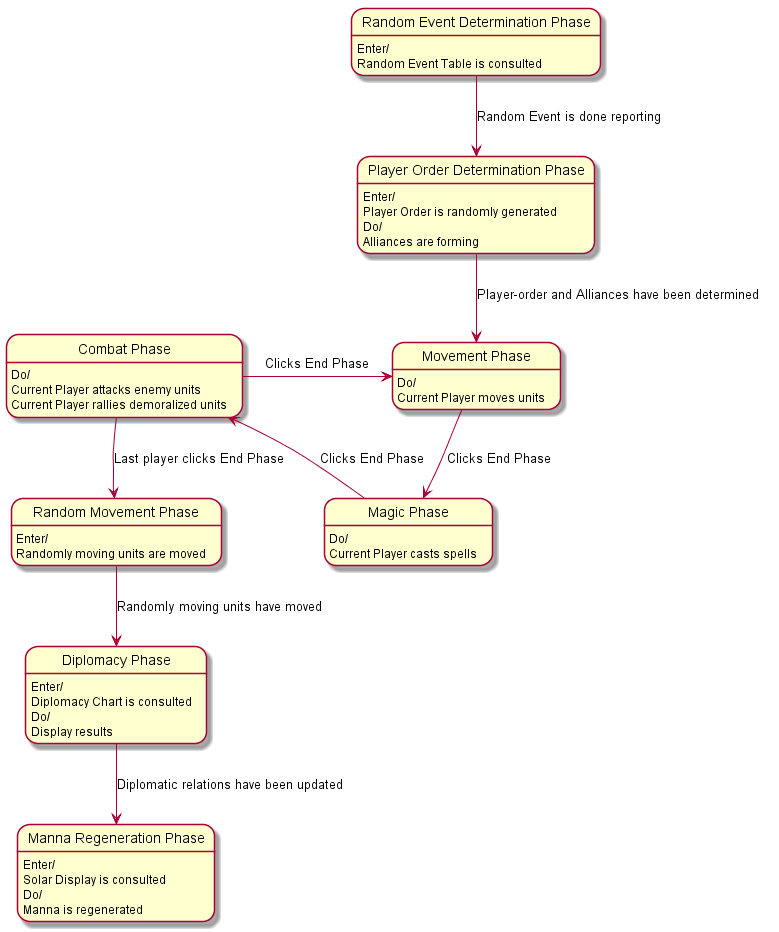 Random Event Determination Phase
Enter/
Random Event Table is consulted
Random Event is done reporting
Player Order Determination Phase
Enter/
Player Order is randomly generated
Do/
Alliances are forming
Player-order and Alliances have been determined
Combat Phase
Do/
Current Player attacks enemy units
Current Player rallies demoralized units
Clicks End Phase
Movement Phase
Do/
Current Player moves units
Last player clicks End Phase
Clicks End Phase
Clicks End Phase
Random Movement Phase
Enter/
Randomly moving units are moved
Magic Phase
Do/
Current Player casts spells
Randomly moving units have moved
Diplomacy Phase
Enter/
Diplomacy Chart is consulted
Do/
Display results
Diplomatic relations have been updated
Manna Regeneration Phase
Enter/
Solar Display is consulted
Do/
Manna is regenerated